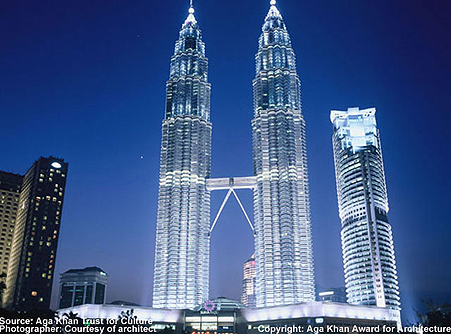 Source: Aga Khan Trust for Culture
Photographer: Courtesy of architect
Copyright: Aga Khan Award for Architecture